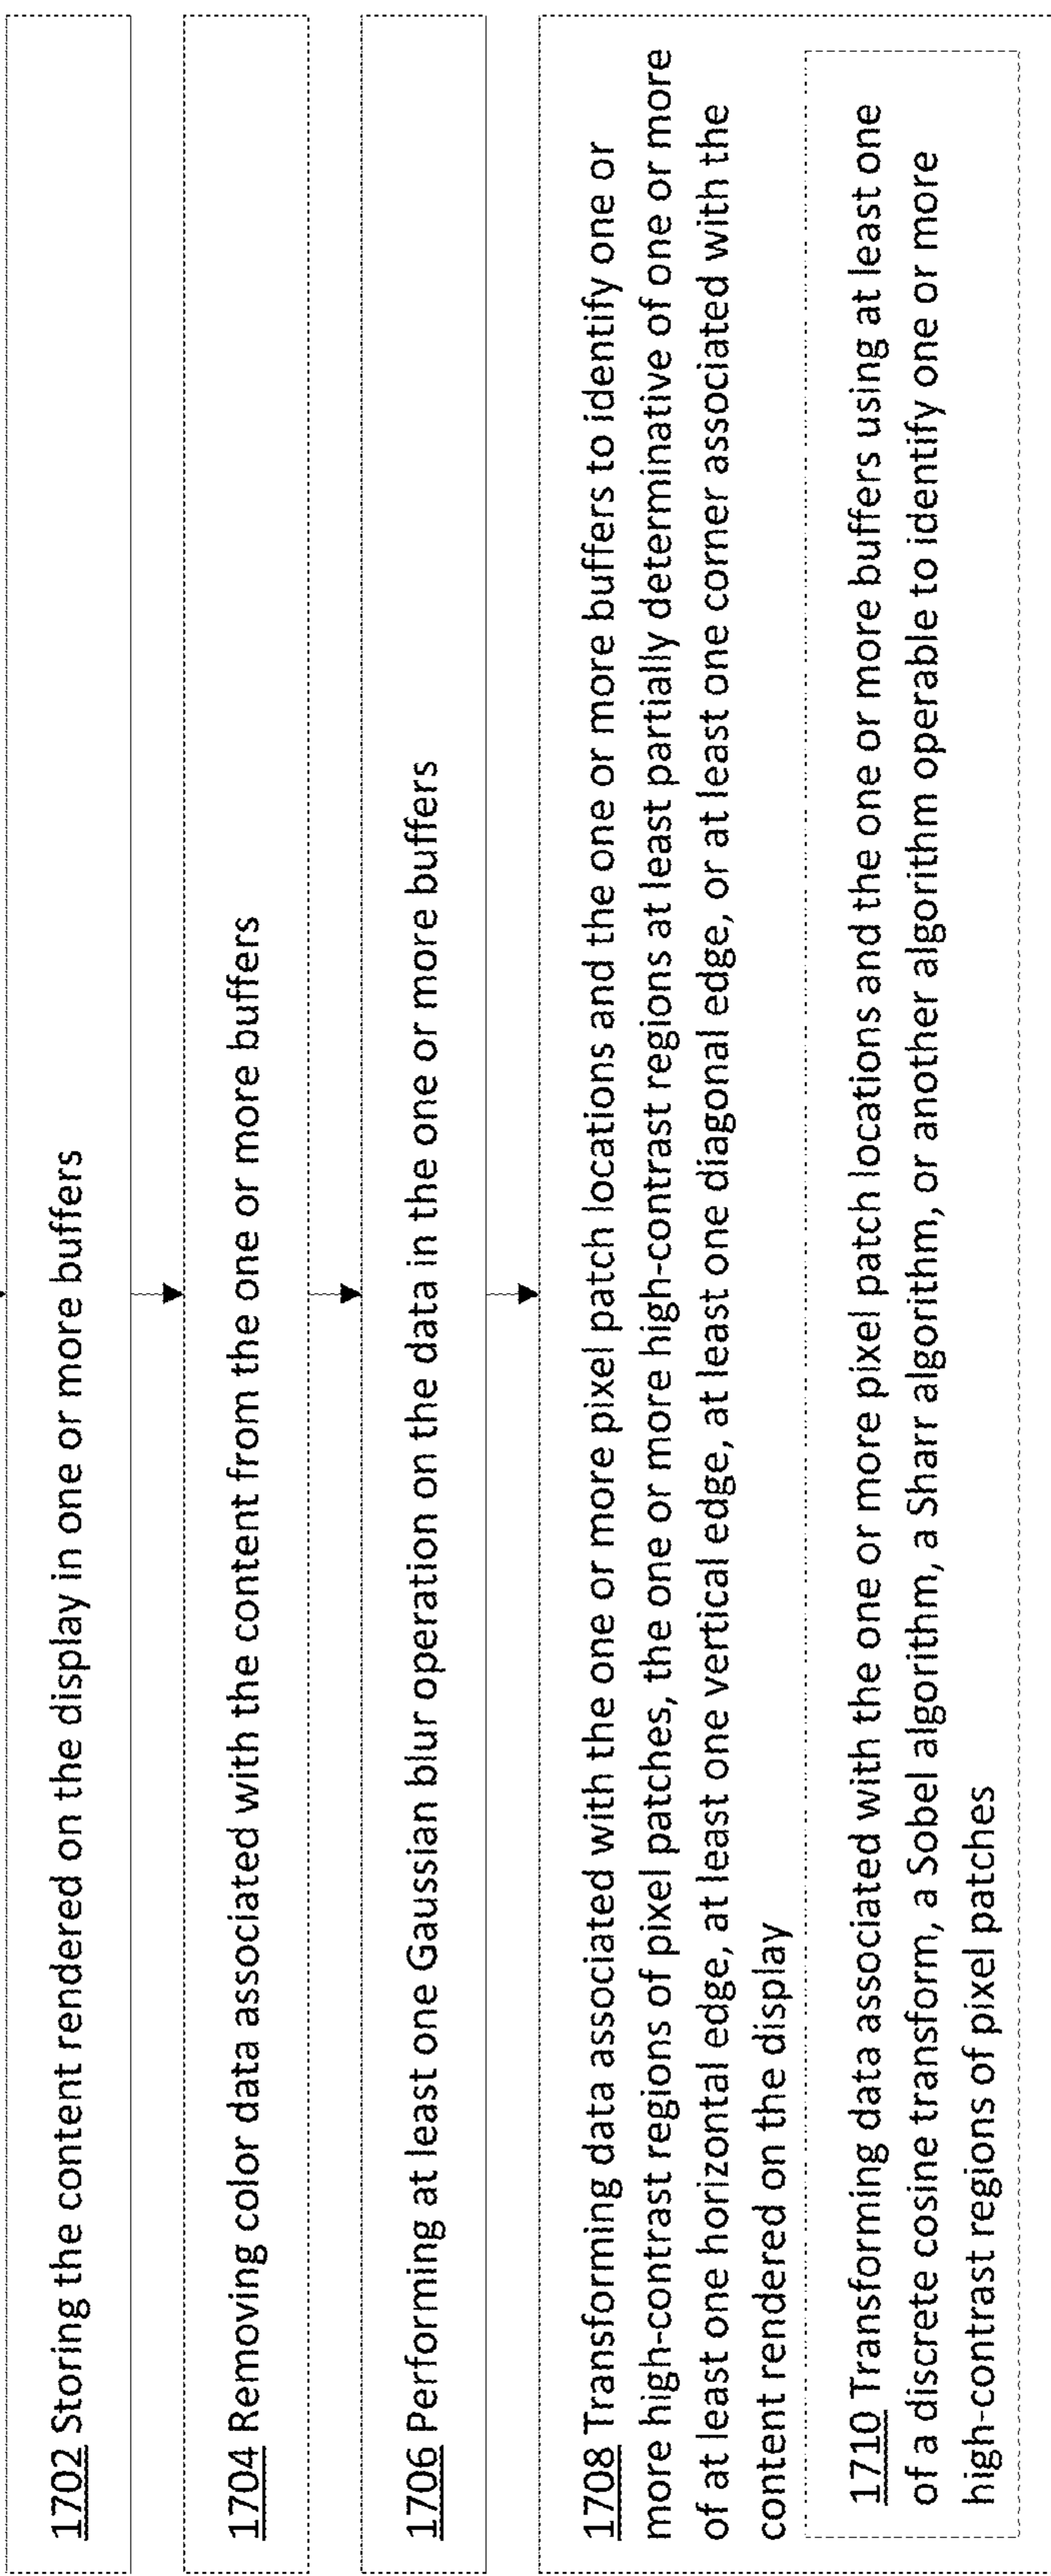 1702 Storing the content rendered on the display in one or more buffers
1704 Removing color data associated with the content from the one or more buffers
1706 Performing at least one Gaussian blur operation on the data in the one or more buffers
1708 Transforming data associated with the one or more pixel patch locations and the one or more buffers to identify one or
more high-contrast regions of pixel patches, the one or more high-contrast regions at least partially determinative of one or more
of at least one horizontal edge, at least one vertical edge, at least one diagonal edge, or at least one corner associated with the
content rendered on the display
1710 Transforming data associated with the one or more pixel patch locations and the one or more buffers using at least one
of a discrete cosine transform, a Sobel algorithm, a Sharr algorithm, or another algorithm operable to identify one or more
high-contrast regions of pixel patches